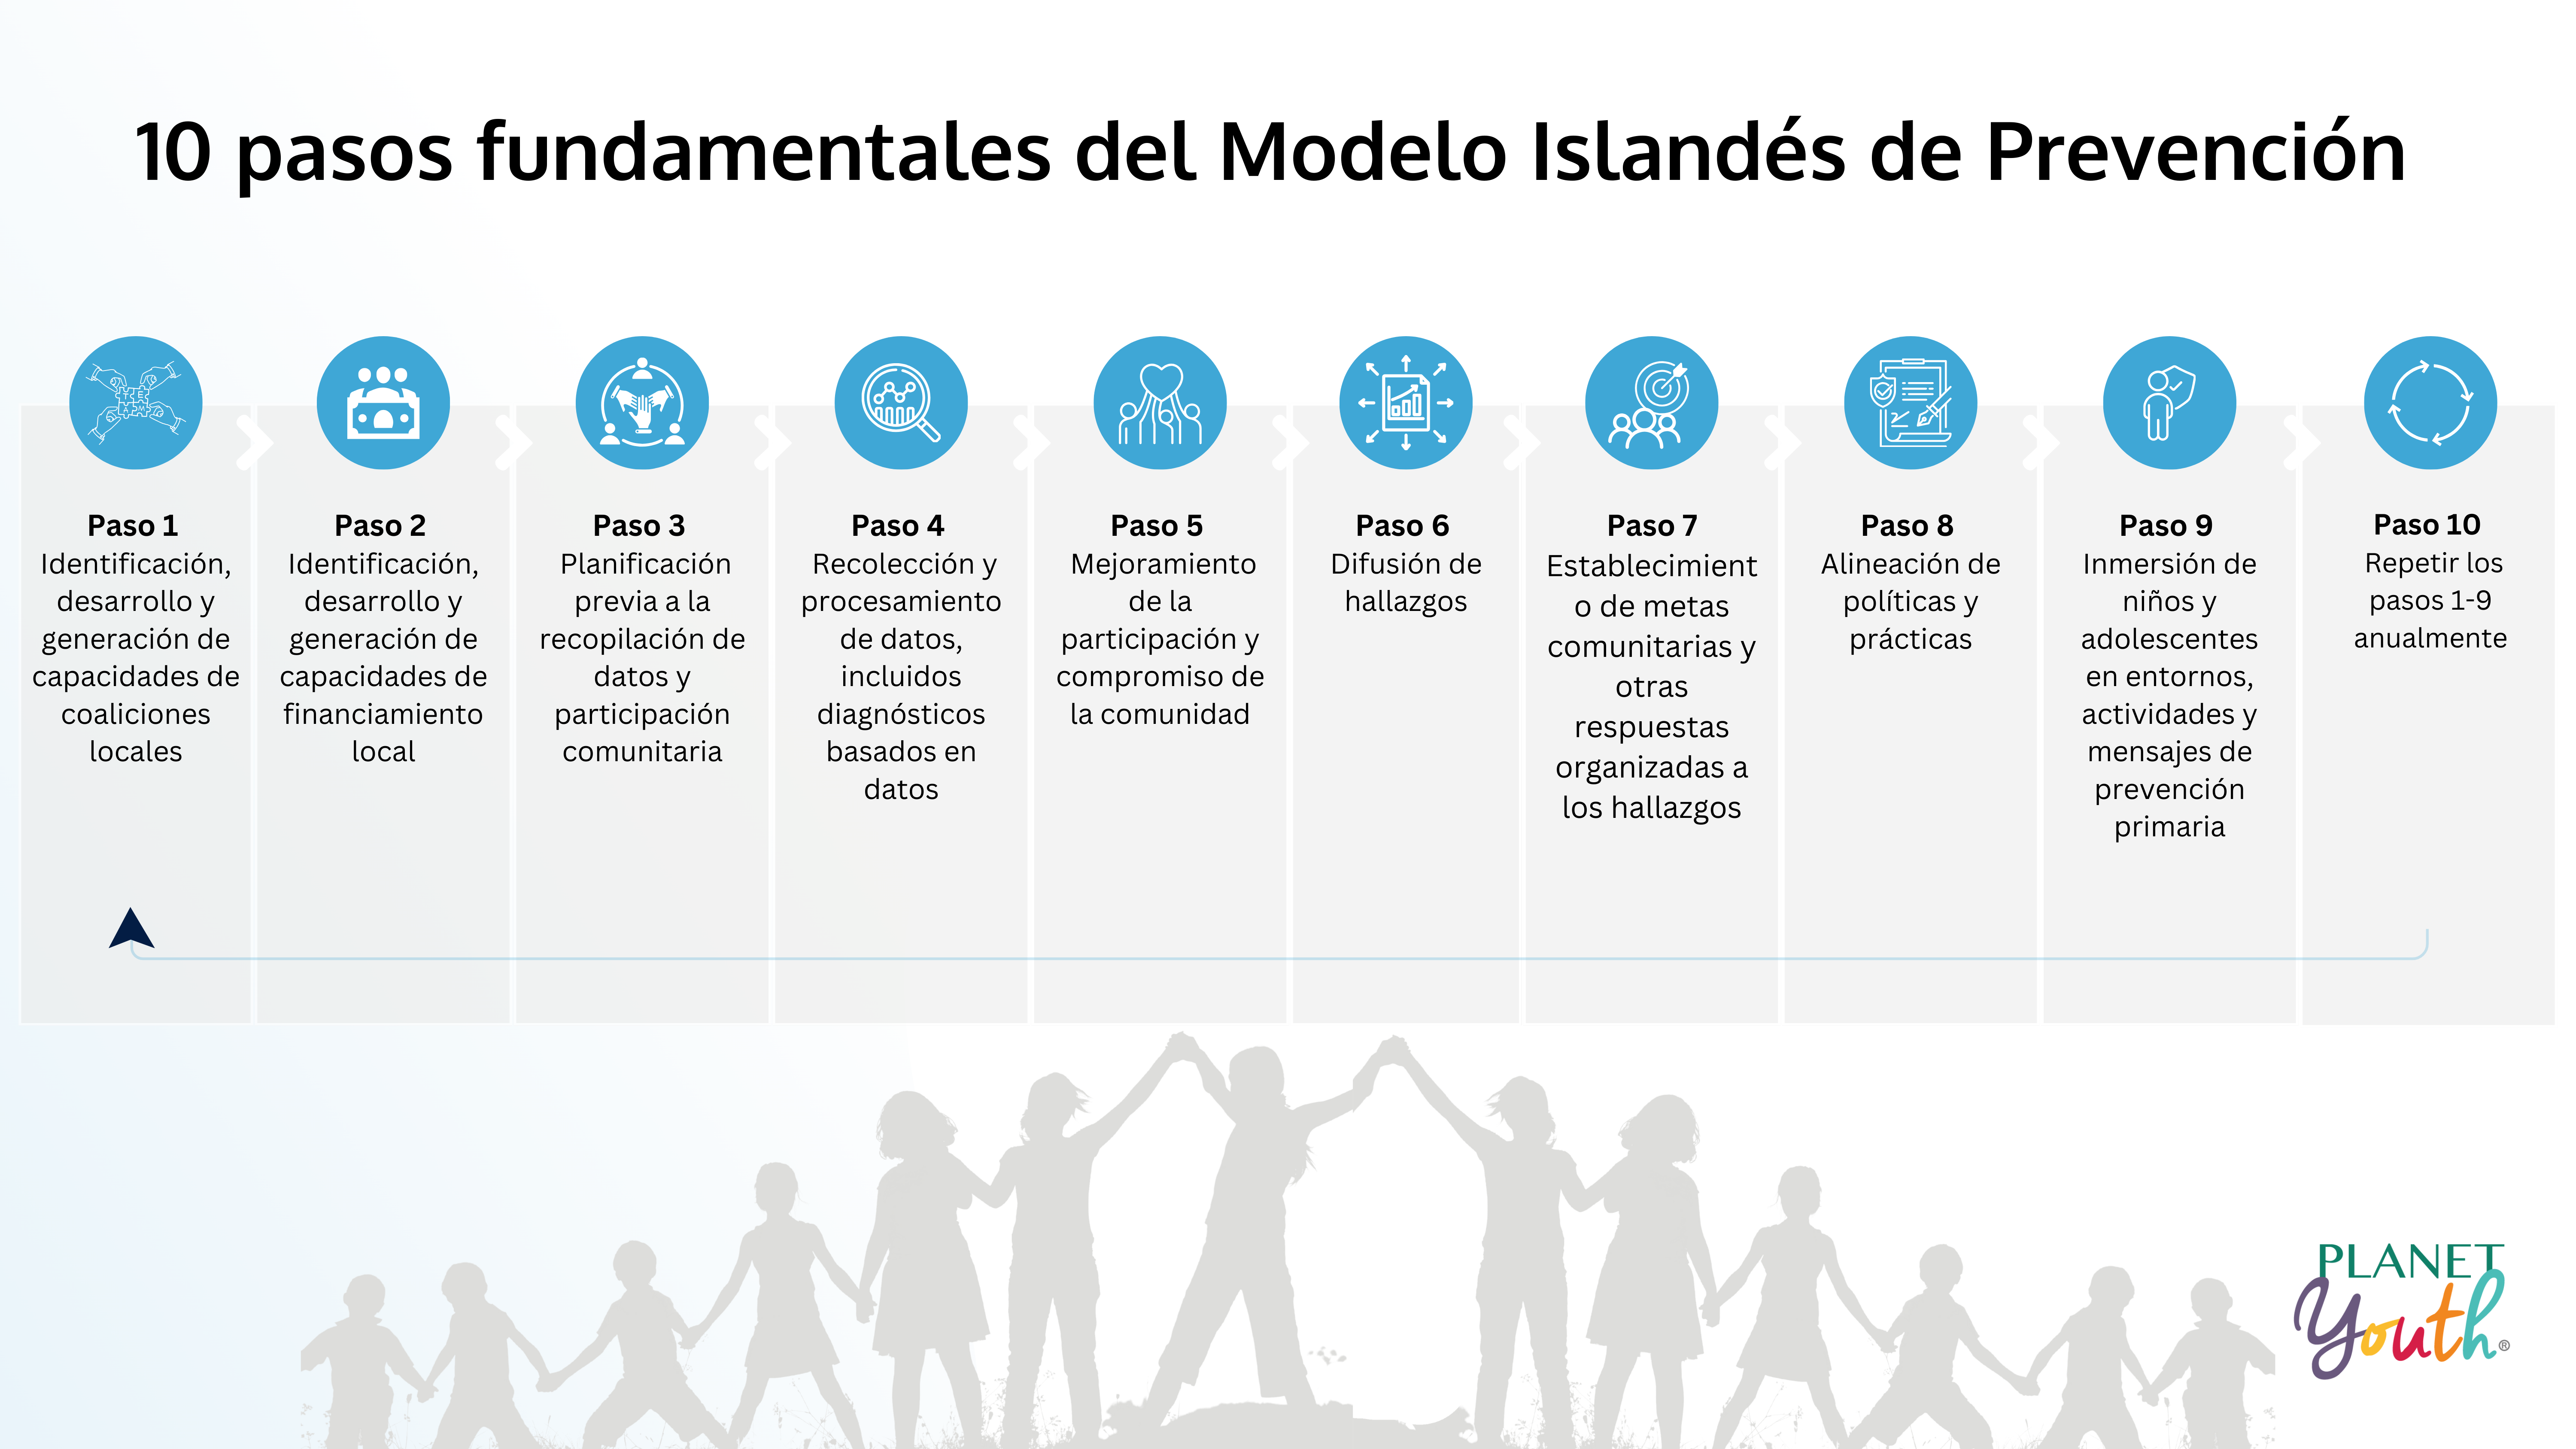 10 pasos fundamentales del Modelo Islandés de Prevención
Paso 1
Identificación,
desarrollo y
generación de
capacidades de
coaliciones
locales
Paso 2
Identificación,
desarrollo y
generación de
capacidades de
financiamiento
local
Paso 3
Planificación
previa a la
recopilación de
datos y
participación
comunitaria
Paso 4
Recolección y
procesamiento
de datos,
incluidos
diagnósticos
basados en
datos
Paso 5
Mejoramiento
de la
participación y
compromiso de
la comunidad
Paso 6
Difusión de
hallazgos
Paso 7
Establecimient
o de metas
comunitarias y
otras
respuestas
organizadas a
los hallazgos
Paso 8
Alineación de
políticas y
prácticas
Paso 9
Inmersión de
niños y
adolescentes
en entornos,
actividades y
mensajes de
prevención
primaria
Paso 10
Repetir los
pasos 1-9
anualmente
PLANET
Youth®